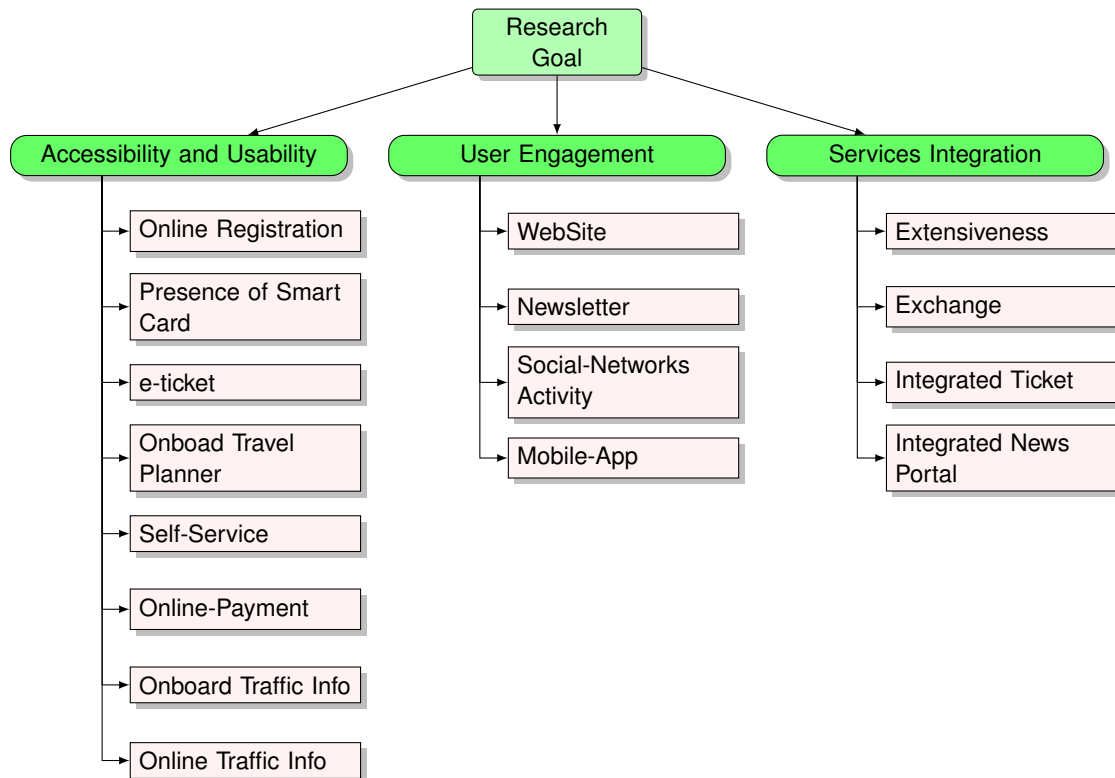 Research
Goal
Accessibility and Usability
User Engagement
Services Integration
Online Registration
Presence of Smart
Card
e-ticket
Onboad Travel
Planner
Self-Service
Online-Payment
Onboard Traffic Info
Online Traffic Info
WebSite
Newsletter
Social-Networks
Activity
Mobile-App
Extensiveness
Exchange
Integrated Ticket
Integrated News
Portal